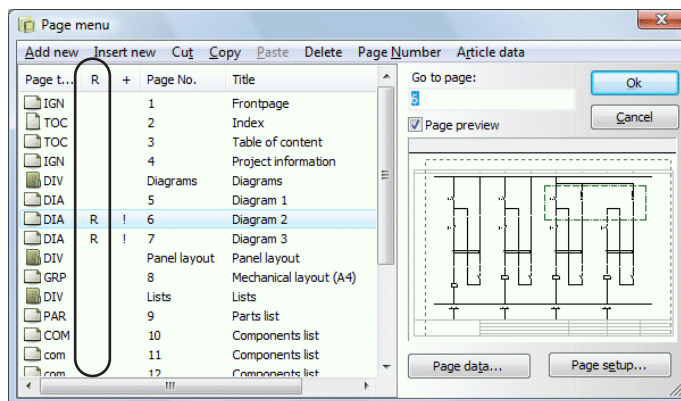 Page menu
Add new Insert new Cut Copy Paste Delete Page Number Article data
Page t... R + Page No. Title
IGN 1 Frontpage
TOC 2 Index
TOC 3 Table of content
IGN 4 Project information
DIV Diagrams Diagrams
DIA 5 Diagram 1
DIA R ! 6 Diagram 2
DIA R ! 7 Diagram 3
DIV Panel layout Panel layout
GRP 8 Mechanical layout (A4)
DIV Lists Lists
PAR 9 Parts list
COM 10 Components list
com 11 Components list
com 12 Components list
Go to page:
6
Page preview
Ok
Cancel
Page data...
Page setup...